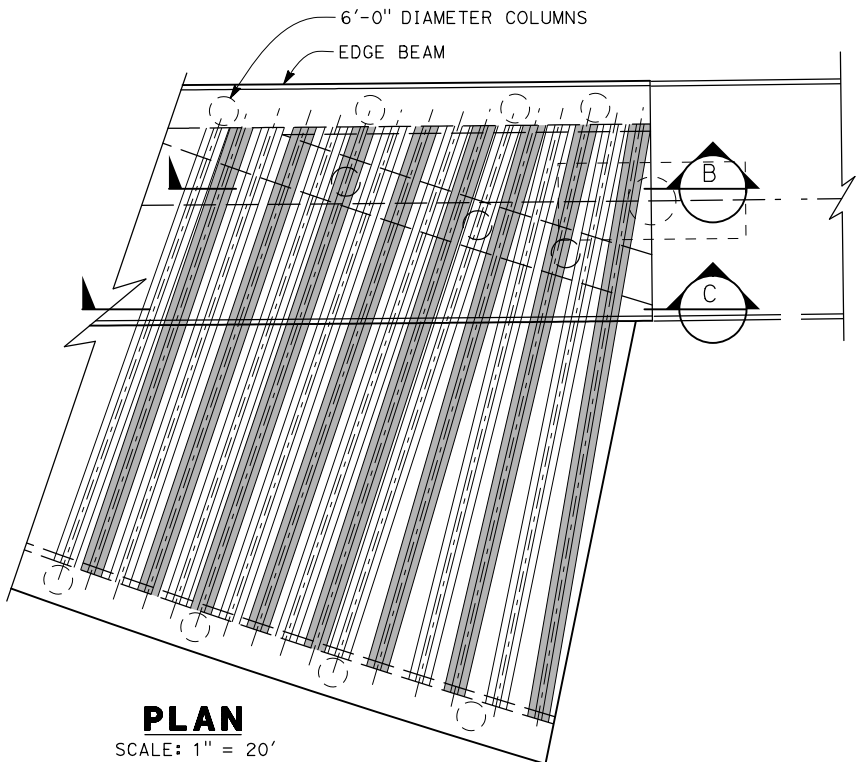 6'-0" DIAMETER COLUMNS
EDGE BEAM
B
C
PLAN
SCALE: 1" = 20'